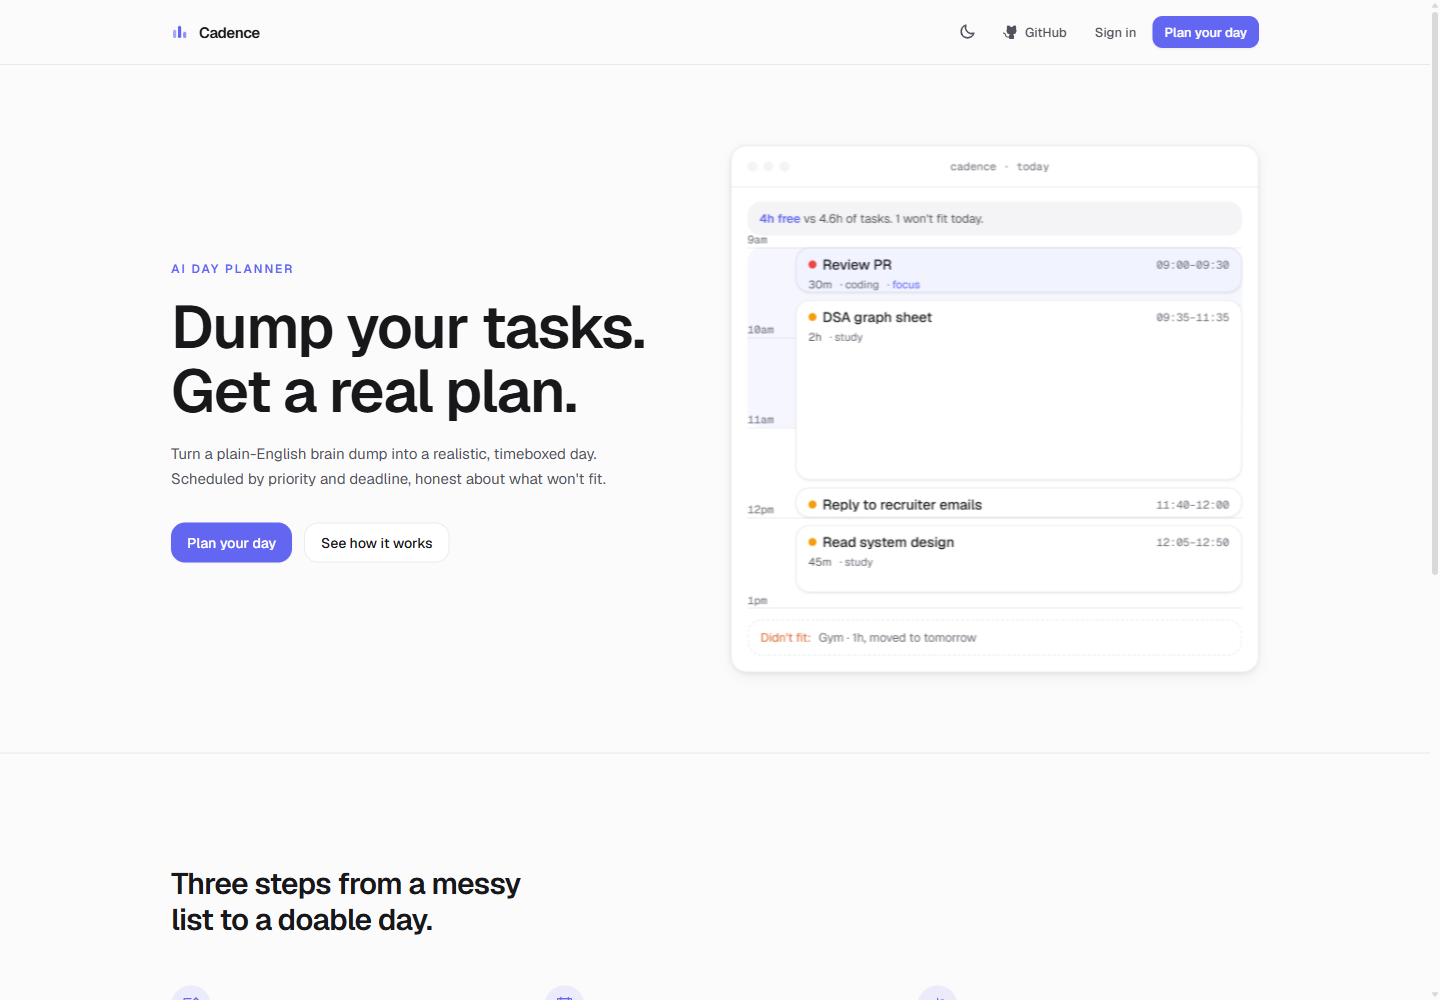 Cadence
GitHub
Sign in
Plan your day
AI DAY PLANNER
Dump your tasks.
Get a real plan.
Turn a plain-English brain dump into a realistic, timeboxed day.
Scheduled by priority and deadline, honest about what won't fit.
Plan your day
See how it works
cadence · today
4h free vs 4.6h of tasks. 1 won't fit today.
9am
Review PR 09:00–09:30
30m · coding · focus
DSA graph sheet 09:35–11:35
10am
2h · study
11am
Reply to recruiter emails 11:40–12:00
12pm
Read system design 12:05–12:50
45m · study
1pm
Didn't fit: Gym · 1h, moved to tomorrow
Three steps from a messy
list to a doable day.